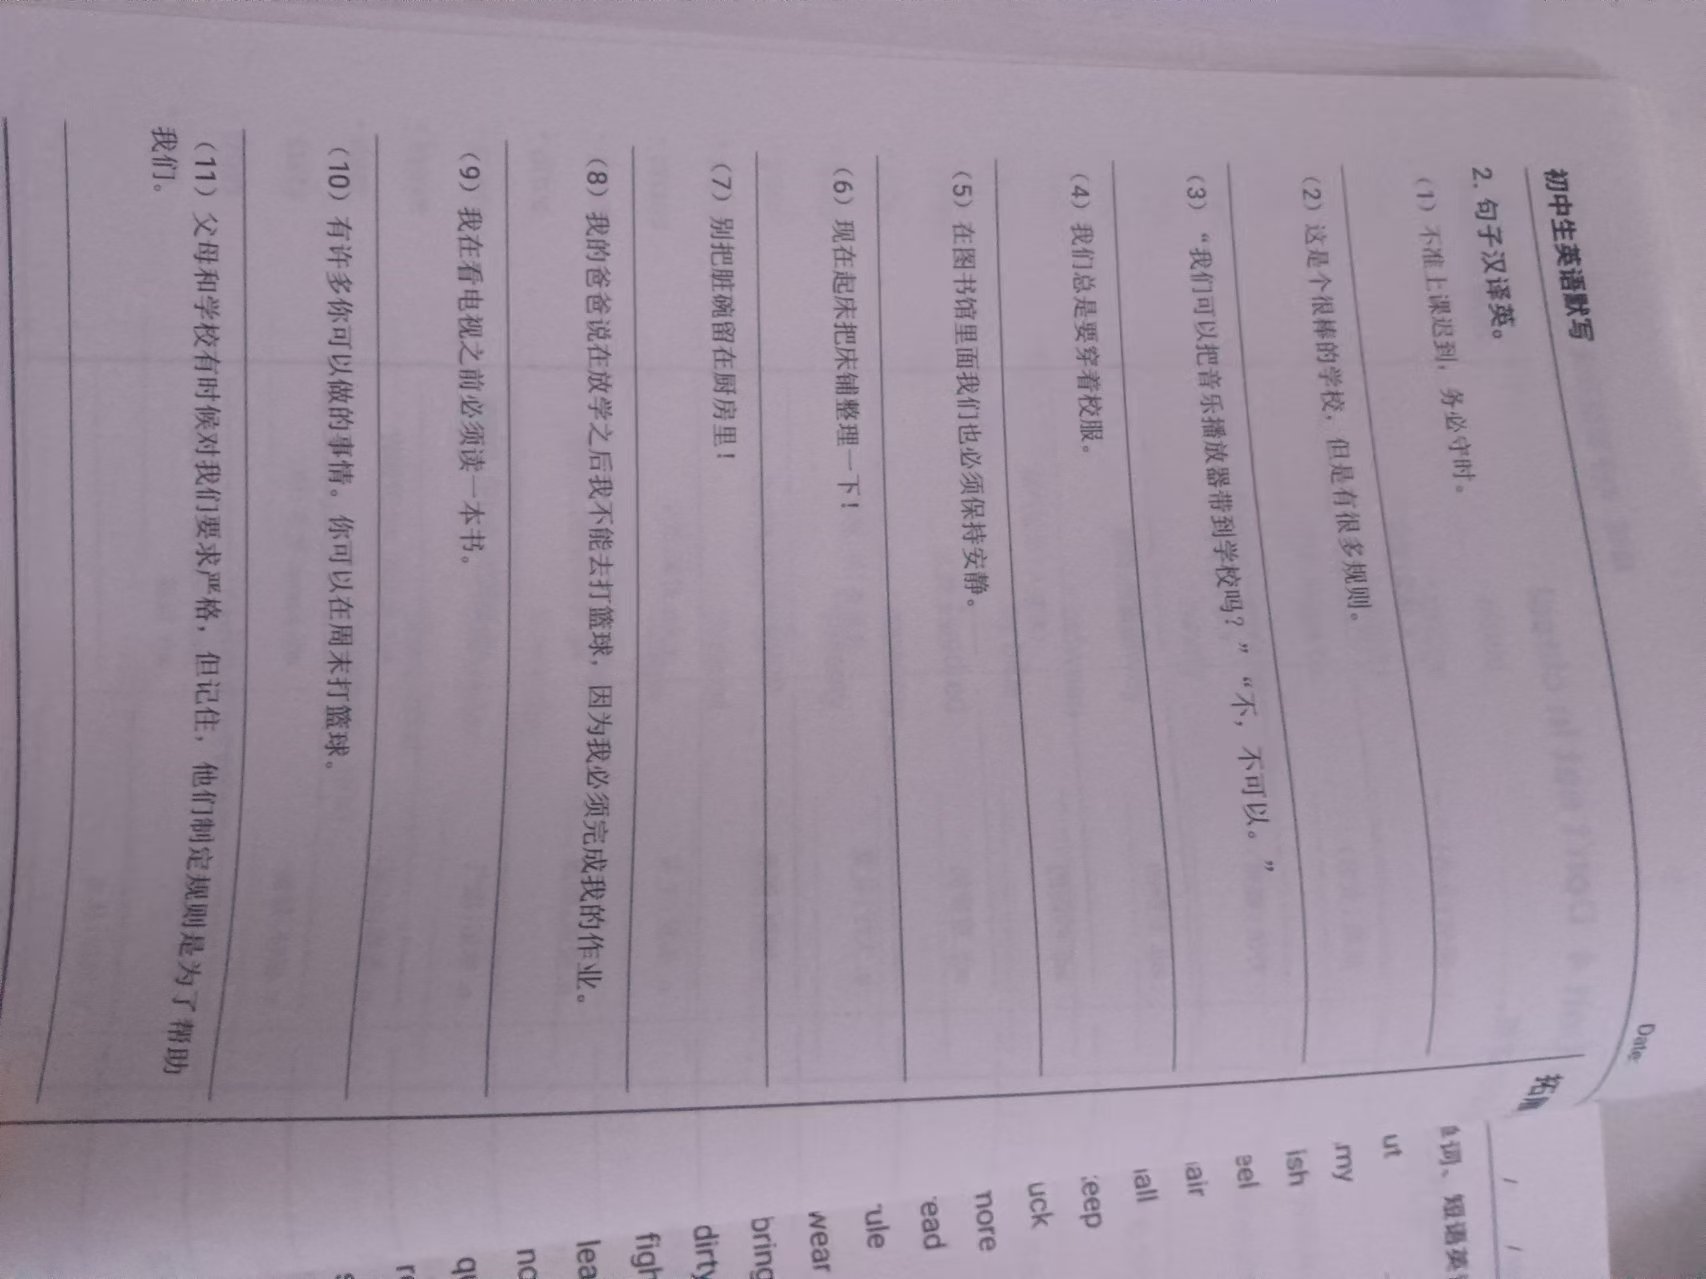 Date:
初中生英语默写
2. 句子汉译英。
（1）不准上课迟到，务必守时。
（2）这是个很棒的学校，但是有很多规则。
（3）“我们可以把音乐播放器带到学校吗？”“不，不可以。”
（4）我们总是要穿着校服。
（5）在图书馆里面我们也必须保持安静。
（6）现在起床把床铺整理一下！
（7）别把脏碗留在厨房里！
（8）我的爸爸说在放学之后我不能去打篮球，因为我必须完成我的作业。
（9）我在看电视之前必须读一本书。
（10）有许多你可以做的事情。你可以在周末打篮球。
（11）父母和学校有时候对我们要求严格，但记住，他们制定规则是为了帮助
我们。
拓展
/ /
单词、短语英
ut
my
ish
eel
air
all
eep
uck
more
ead
rule
wear
bring
dirty
figh
lea
no
qu
re